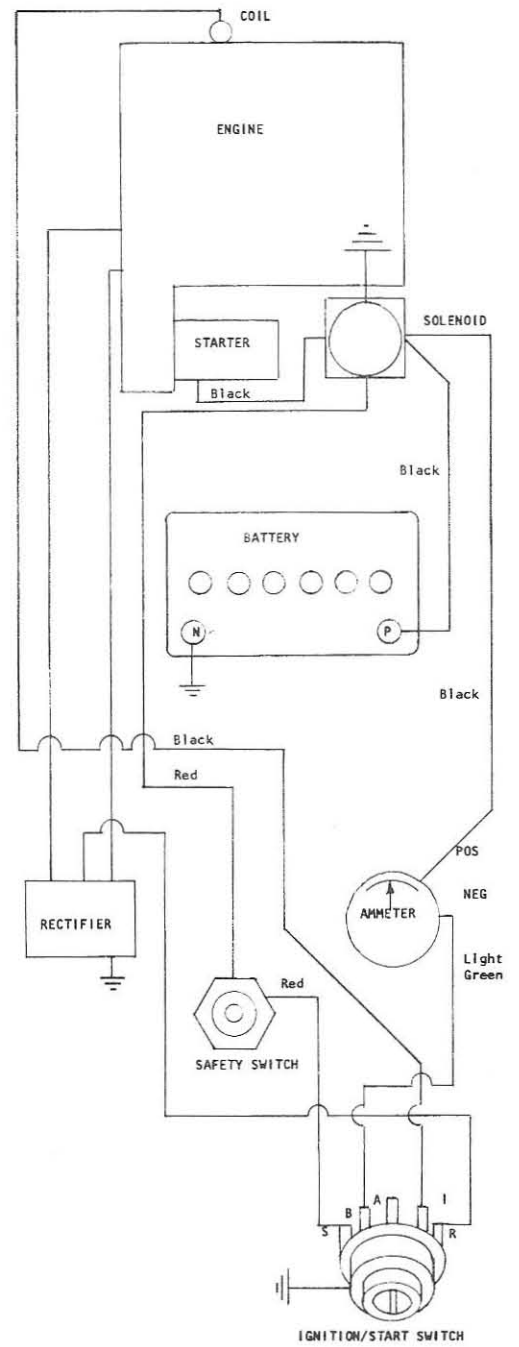 COIL
ENGINE
SOLENOID
STARTER
Black
Black
BATTERY
N
P
Black
Black
Red
POS
NEG
AMMETER
RECTIFIER
Light
Green
Red
SAFETY SWITCH
A
I
B
S
R
IGNITION/START SWITCH